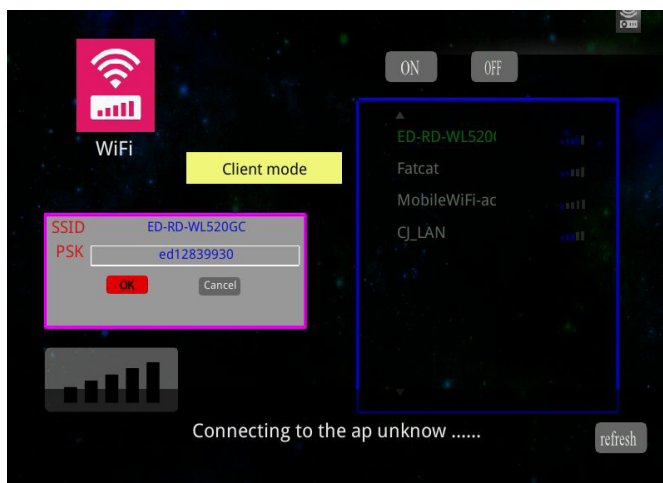 ON OFF
WiFi
Client mode
ED-RD-WL520(
Fatcat
MobileWiFi-ac
CJ_LAN
SSID ED-RD-WL520GC
PSK ed12839930
OK Cancel
Connecting to the ap unknow ......
refresh